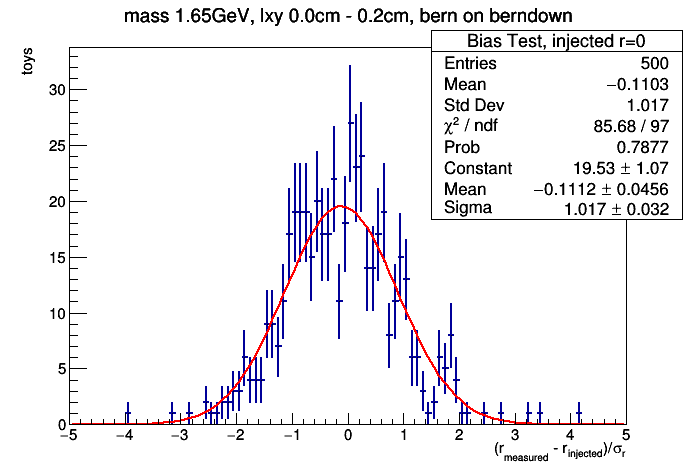 mass 1.65GeV, lxy 0.0cm - 0.2cm, bern on berndown
Bias Test, injected r=0
Entries 500
Mean −0.1103
Std Dev 1.017
χ² / ndf 85.68 / 97
Prob 0.7877
Constant 19.53 ± 1.07
Mean −0.1112 ± 0.0456
Sigma 1.017 ± 0.032
toys
30
25
20
15
10
5
0
−5 −4 −3 −2 −1 0 1 2 3 4 5
(r_measured - r_injected)/σ_r